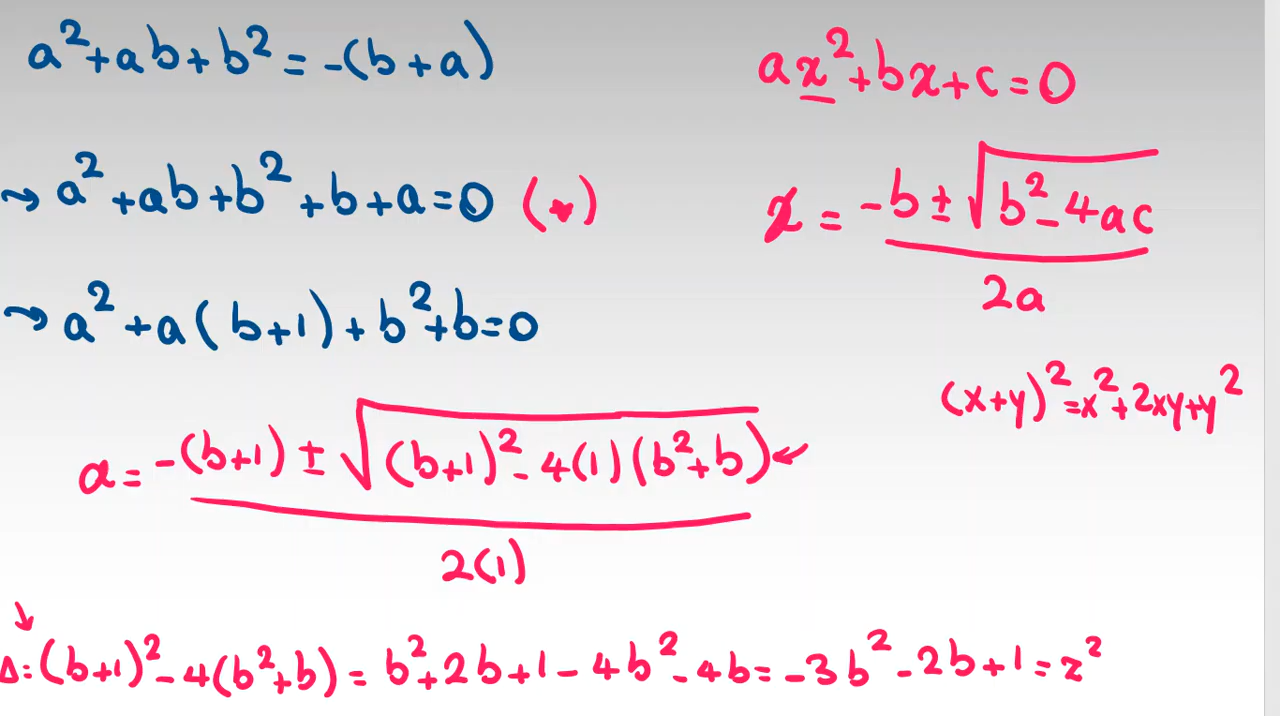 a²+ab+b²=-(b+a)
ax²+bx+c=0
⇝ a²+ab+b²+b+a=0 (*)
x = (-b±√(b²-4ac))/(2a)
⇝ a²+a(b+1)+b²+b=0
(x+y)²=x²+2xy+y²
a = (-(b+1)±√((b+1)²-4(1)(b²+b)))/(2(1))
Δ: (b+1)²-4(b²+b) = b²+2b+1-4b²-4b = -3b²-2b+1 = z²